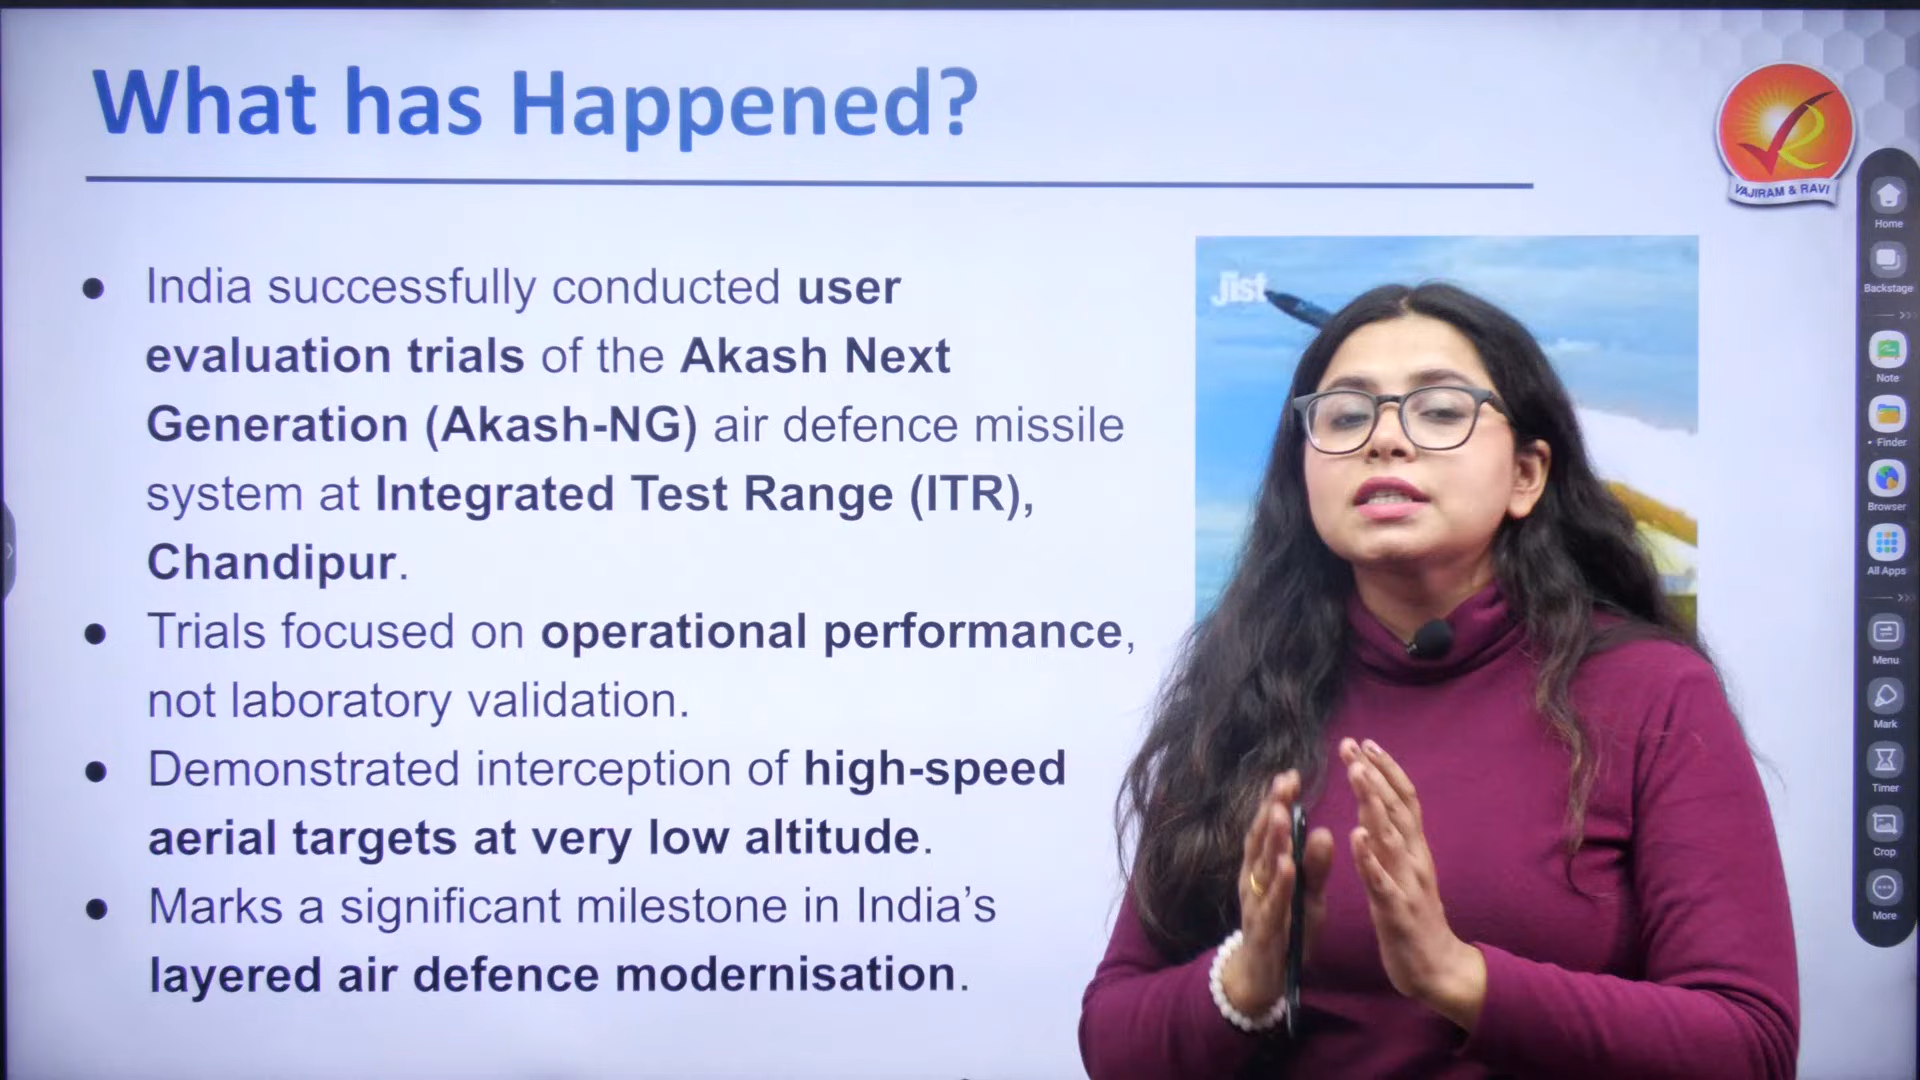 What has Happened?
VAJIRAM & RAVI
• India successfully conducted user
evaluation trials of the Akash Next
Generation (Akash-NG) air defence missile
system at Integrated Test Range (ITR),
Chandipur.
• Trials focused on operational performance,
not laboratory validation.
• Demonstrated interception of high-speed
aerial targets at very low altitude.
• Marks a significant milestone in India’s
layered air defence modernisation.
Jist
Home
Backstage
Note
Finder
Browser
All Apps
Menu
Mark
Timer
Crop
More